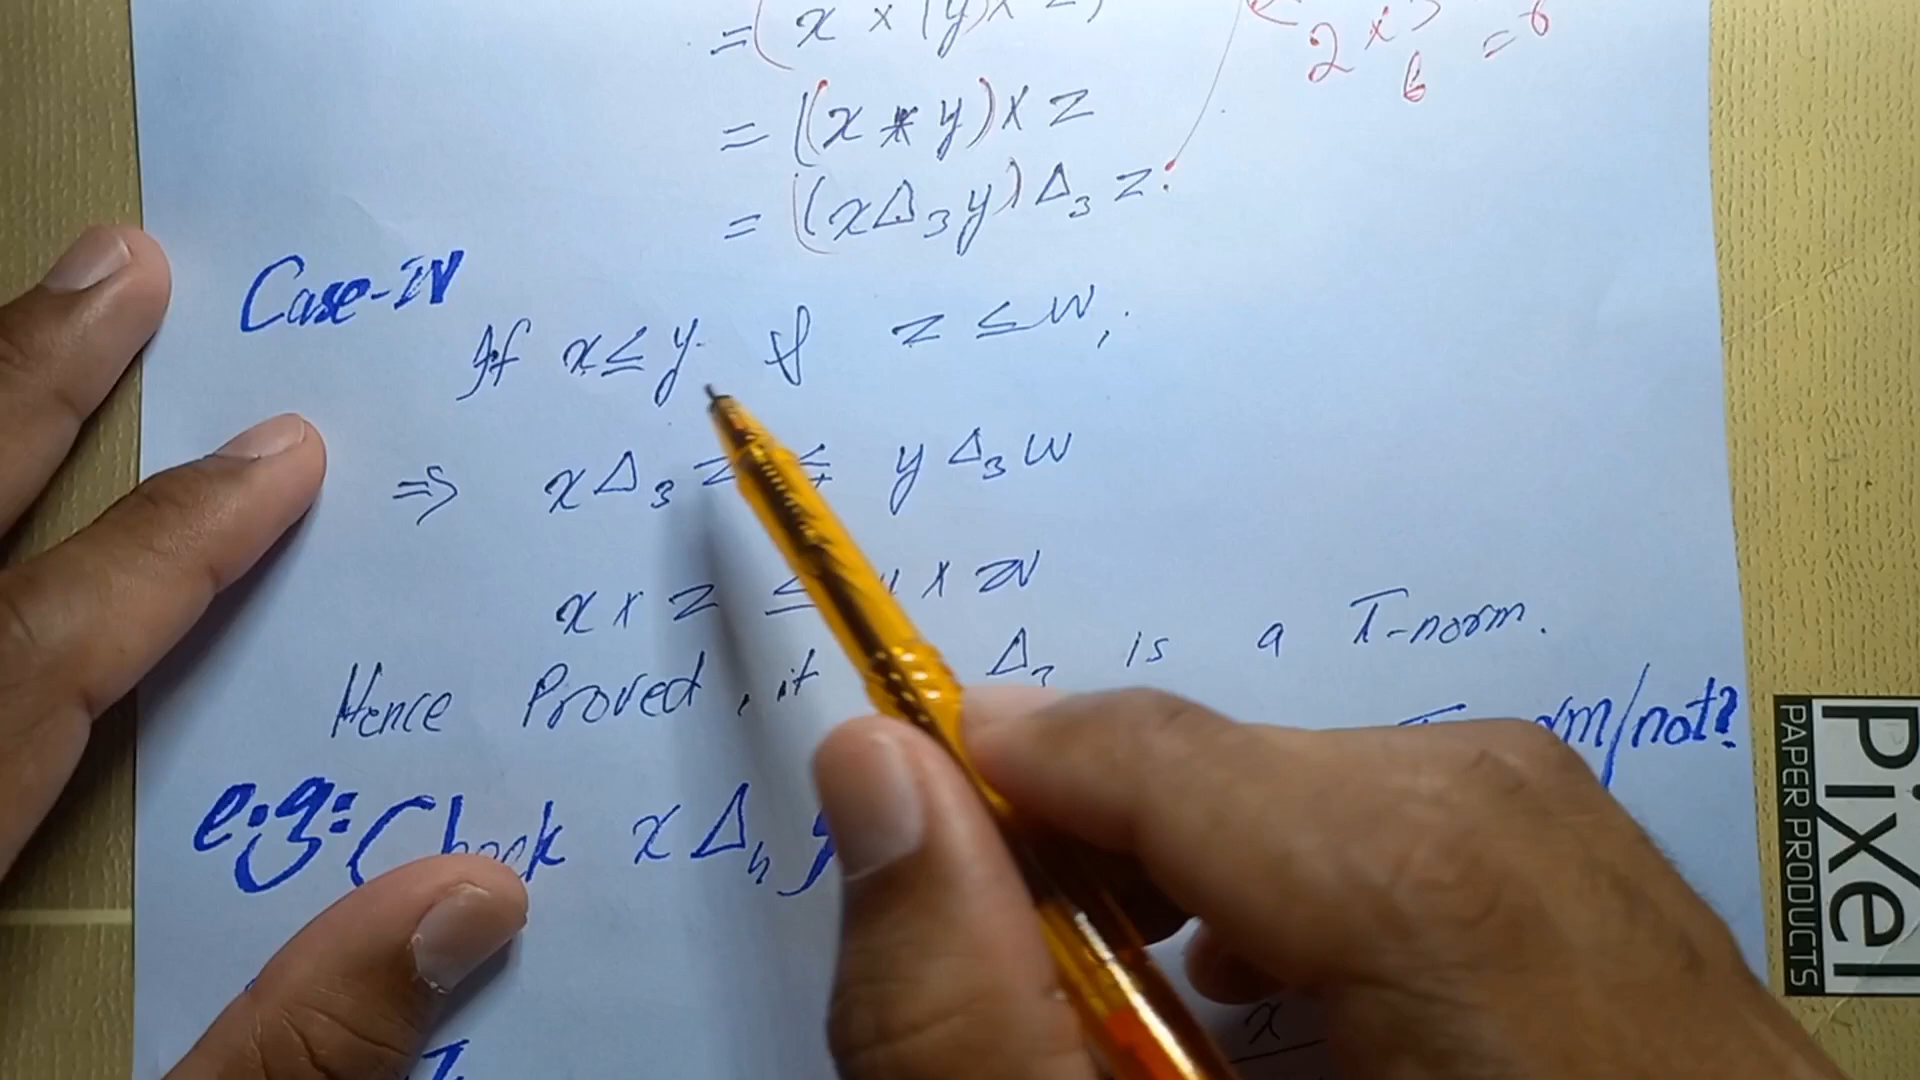 = (x × (y × z)
2 × 3
6 = 6
= (x * y) × z
= (x Δ₃ y) Δ₃ z.
Case-IV
If x ≤ y & z ≤ w,
⇒ x Δ₃ z ≤ y Δ₃ w
x × z ≤ y × w
Hence Proved, it Δ₃ is a T-norm.
e.g: Check x Δ₄ y /not?
x
PiXel
PAPER PRODUCTS